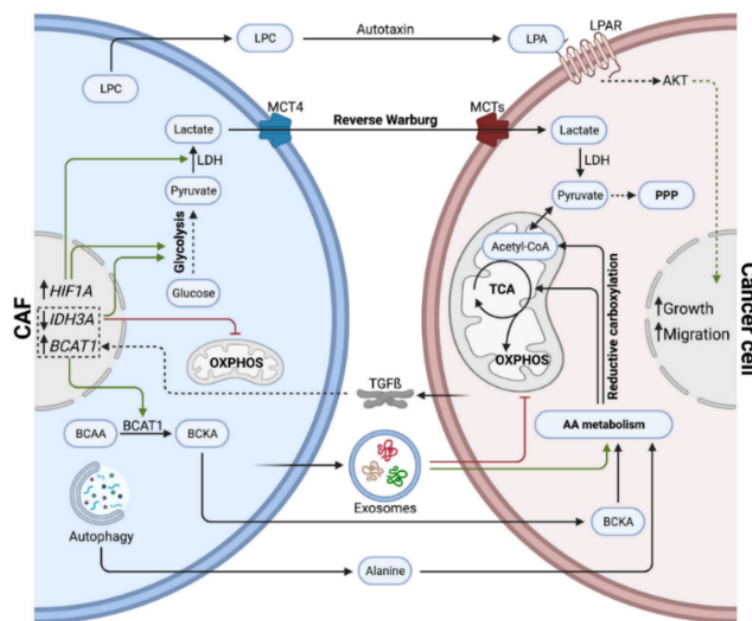 LPC
Autotaxin
LPA
LPAR
LPC
AKT
MCT4
MCTs
Lactate
Reverse Warburg
Lactate
LDH
LDH
Pyruvate
Pyruvate
PPP
Glycolysis
Acetyl-CoA
HIF1A
Glucose
TCA
Reductive carboxylation
CAF
Cancer cell
IDH3A
Growth
BCAT1
OXPHOS
OXPHOS
Migration
TGFß
BCAA
BCAT1
BCKA
AA metabolism
Exosomes
BCKA
Autophagy
Alanine